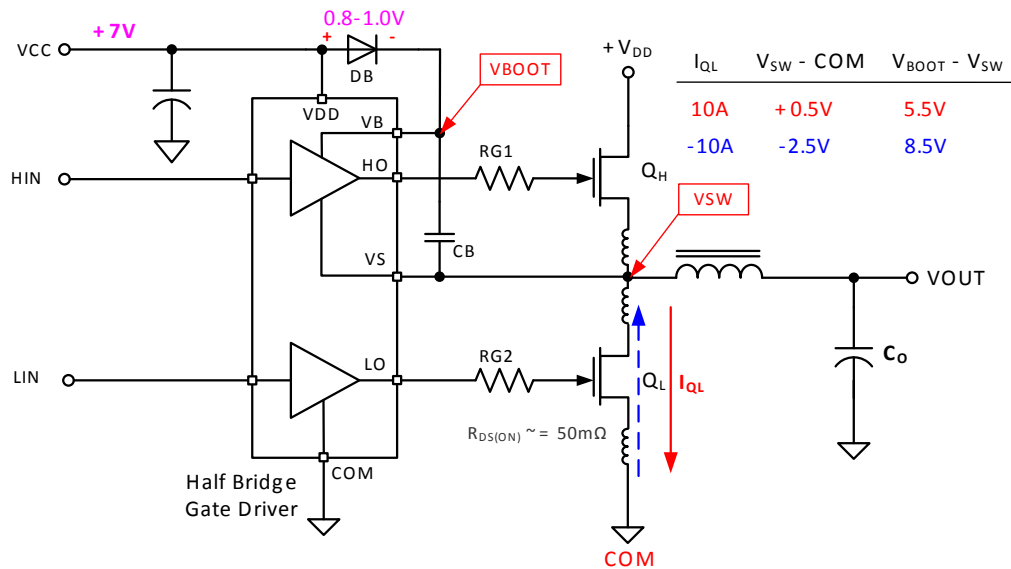 +7V
0.8-1.0V
VCC
+ -
DB
VBOOT
+ VDD
IQL VSW - COM VBOOT - VSW
10A +0.5V 5.5V
-10A -2.5V 8.5V
VDD
VB
HIN
HO
RG1
QH
VSW
CB
VS
VOUT
LIN
LO
RG2
QL
IQL
CO
RDS(ON) ~= 50mΩ
COM
Half Bridge
Gate Driver
COM